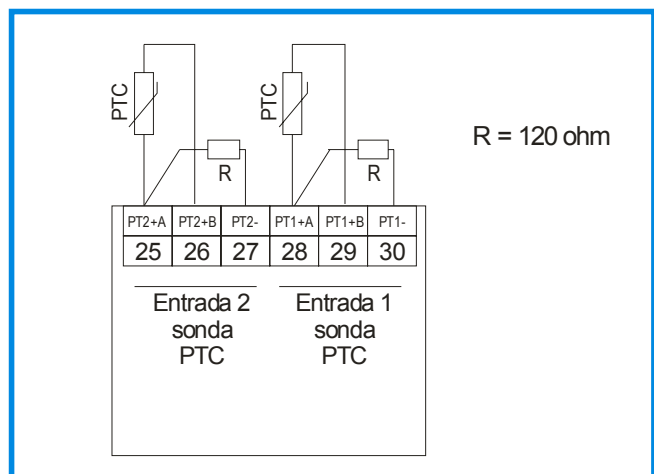 PTC
PTC
R = 120 ohm
R
R
PT2+A PT2+B PT2- PT1+A PT1+B PT1-
25 26 27 28 29 30
Entrada 2
sonda
PTC
Entrada 1
sonda
PTC